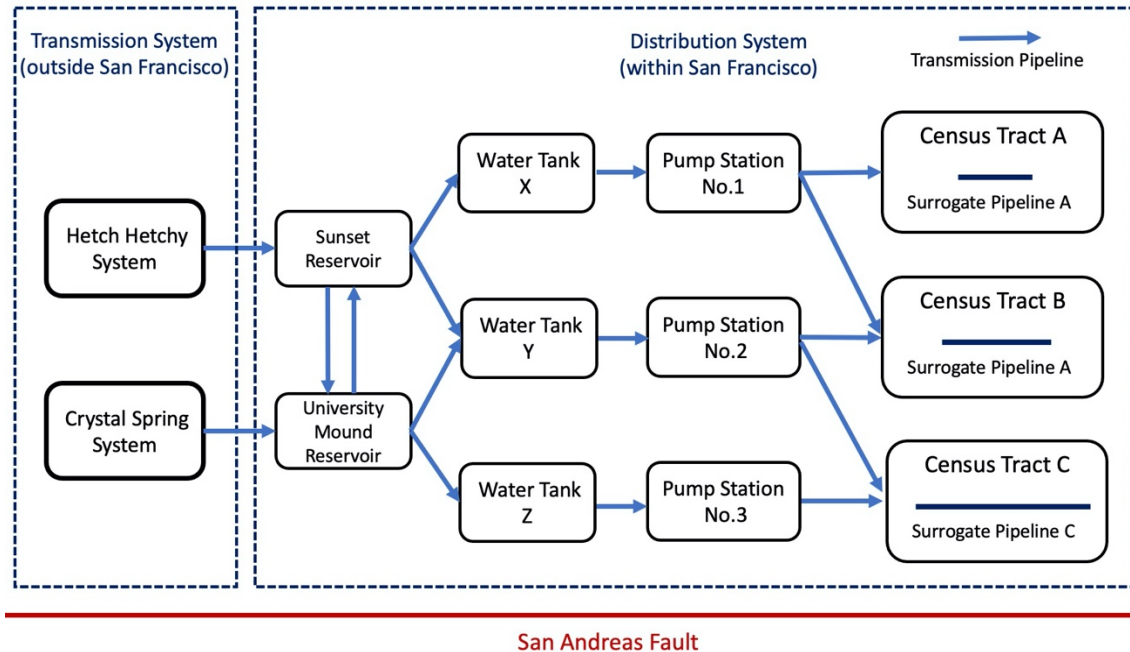 Transmission System
(outside San Francisco)
Distribution System
(within San Francisco)
Transmission Pipeline
Hetch Hetchy
System
Crystal Spring
System
Sunset
Reservoir
University
Mound
Reservoir
Water Tank
X
Water Tank
Y
Water Tank
Z
Pump Station
No.1
Pump Station
No.2
Pump Station
No.3
Census Tract A
Surrogate Pipeline A
Census Tract B
Surrogate Pipeline A
Census Tract C
Surrogate Pipeline C
San Andreas Fault